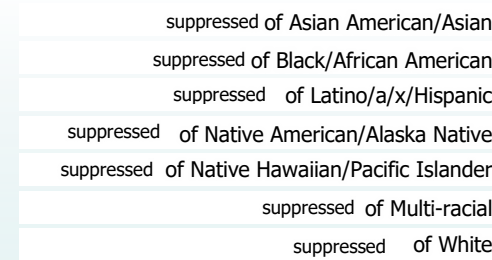 suppressed of Asian American/Asian
suppressed of Black/African American
suppressed of Latino/a/x/Hispanic
suppressed of Native American/Alaska Native
suppressed of Native Hawaiian/Pacific Islander
suppressed of Multi-racial
suppressed of White